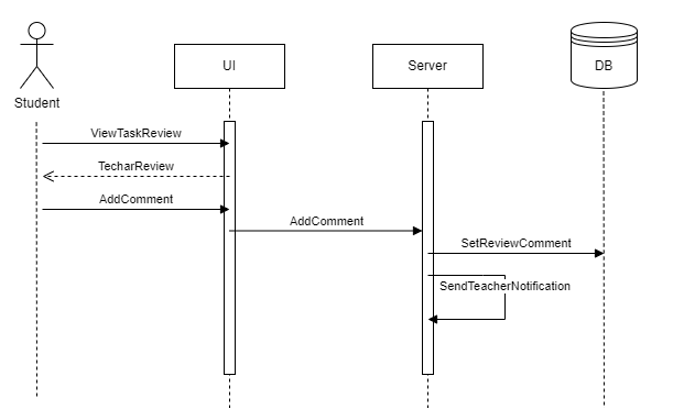 Student
UI
Server
DB
ViewTaskReview
TecharReview
AddComment
AddComment
SetReviewComment
SendTeacherNotification